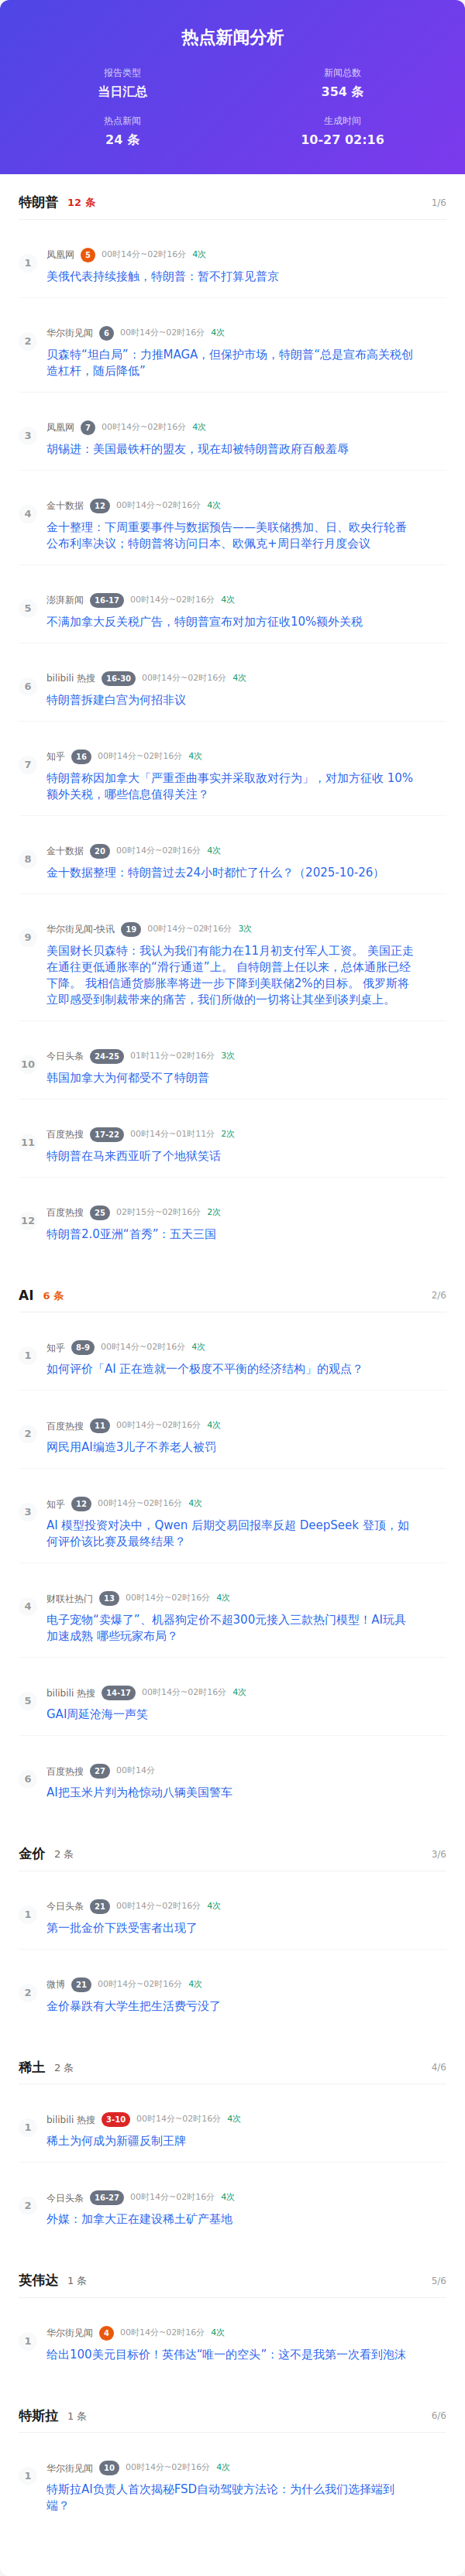 热点新闻分析
报告类型
当日汇总
新闻总数
354 条
热点新闻
24 条
生成时间
10-27 02:16
特朗普 12 条 1/6
1
凤凰网 5 00时14分~02时16分 4次
美俄代表持续接触，特朗普：暂不打算见普京
2
华尔街见闻 6 00时14分~02时16分 4次
贝森特“坦白局”：力推MAGA，但保护市场，特朗普“总是宣布高关税创
造杠杆，随后降低”
3
凤凰网 7 00时14分~02时16分 4次
胡锡进：美国最铁杆的盟友，现在却被特朗普政府百般羞辱
4
金十数据 12 00时14分~02时16分 4次
金十整理：下周重要事件与数据预告——美联储携加、日、欧央行轮番
公布利率决议；特朗普将访问日本、欧佩克+周日举行月度会议
5
澎湃新闻 16-17 00时14分~02时16分 4次
不满加拿大反关税广告，特朗普宣布对加方征收10%额外关税
6
bilibili 热搜 16-30 00时14分~02时16分 4次
特朗普拆建白宫为何招非议
7
知乎 16 00时14分~02时16分 4次
特朗普称因加拿大「严重歪曲事实并采取敌对行为」，对加方征收 10%
额外关税，哪些信息值得关注？
8
金十数据 20 00时14分~02时16分 4次
金十数据整理：特朗普过去24小时都忙了什么？（2025-10-26）
9
华尔街见闻-快讯 19 00时14分~02时16分 3次
美国财长贝森特：我认为我们有能力在11月初支付军人工资。 美国正走
在通往更低通胀率的“滑行通道”上。 自特朗普上任以来，总体通胀已经
下降。 我相信通货膨胀率将进一步下降到美联储2%的目标。 俄罗斯将
立即感受到制裁带来的痛苦，我们所做的一切将让其坐到谈判桌上。
10
今日头条 24-25 01时11分~02时16分 3次
韩国加拿大为何都受不了特朗普
11
百度热搜 17-22 00时14分~01时11分 2次
特朗普在马来西亚听了个地狱笑话
12
百度热搜 25 02时15分~02时16分 2次
特朗普2.0亚洲“首秀”：五天三国
AI 6 条 2/6
1
知乎 8-9 00时14分~02时16分 4次
如何评价「AI 正在造就一个极度不平衡的经济结构」的观点？
2
百度热搜 11 00时14分~02时16分 4次
网民用AI编造3儿子不养老人被罚
3
知乎 12 00时14分~02时16分 4次
AI 模型投资对决中，Qwen 后期交易回报率反超 DeepSeek 登顶，如
何评价该比赛及最终结果？
4
财联社热门 13 00时14分~02时16分 4次
电子宠物“卖爆了”、机器狗定价不超300元接入三款热门模型！AI玩具
加速成熟 哪些玩家布局？
5
bilibili 热搜 14-17 00时14分~02时16分 4次
GAI周延沧海一声笑
6
百度热搜 27 00时14分
AI把玉米片判为枪惊动八辆美国警车
金价 2 条 3/6
1
今日头条 21 00时14分~02时16分 4次
第一批金价下跌受害者出现了
2
微博 21 00时14分~02时16分 4次
金价暴跌有大学生把生活费亏没了
稀土 2 条 4/6
1
bilibili 热搜 3-10 00时14分~02时16分 4次
稀土为何成为新疆反制王牌
2
今日头条 16-27 00时14分~02时16分 4次
外媒：加拿大正在建设稀土矿产基地
英伟达 1 条 5/6
1
华尔街见闻 4 00时14分~02时16分 4次
给出100美元目标价！英伟达“唯一的空头”：这不是我第一次看到泡沫
特斯拉 1 条 6/6
1
华尔街见闻 10 00时14分~02时16分 4次
特斯拉AI负责人首次揭秘FSD自动驾驶方法论：为什么我们选择端到
端？